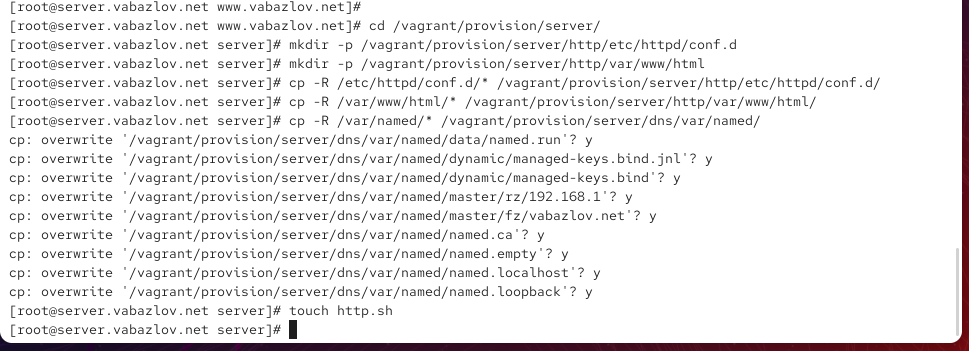 [root@server.vabazlov.net www.vabazlov.net]#
[root@server.vabazlov.net www.vabazlov.net]# cd /vagrant/provision/server/
[root@server.vabazlov.net server]# mkdir -p /vagrant/provision/server/http/etc/httpd/conf.d
[root@server.vabazlov.net server]# mkdir -p /vagrant/provision/server/http/var/www/html
[root@server.vabazlov.net server]# cp -R /etc/httpd/conf.d/* /vagrant/provision/server/http/etc/httpd/conf.d/
[root@server.vabazlov.net server]# cp -R /var/www/html/* /vagrant/provision/server/http/var/www/html/
[root@server.vabazlov.net server]# cp -R /var/named/* /vagrant/provision/server/dns/var/named/
cp: overwrite '/vagrant/provision/server/dns/var/named/data/named.run'? y
cp: overwrite '/vagrant/provision/server/dns/var/named/dynamic/managed-keys.bind.jnl'? y
cp: overwrite '/vagrant/provision/server/dns/var/named/dynamic/managed-keys.bind'? y
cp: overwrite '/vagrant/provision/server/dns/var/named/master/rz/192.168.1'? y
cp: overwrite '/vagrant/provision/server/dns/var/named/master/fz/vabazlov.net'? y
cp: overwrite '/vagrant/provision/server/dns/var/named/named.ca'? y
cp: overwrite '/vagrant/provision/server/dns/var/named/named.empty'? y
cp: overwrite '/vagrant/provision/server/dns/var/named/named.localhost'? y
cp: overwrite '/vagrant/provision/server/dns/var/named/named.loopback'? y
[root@server.vabazlov.net server]# touch http.sh
[root@server.vabazlov.net server]#